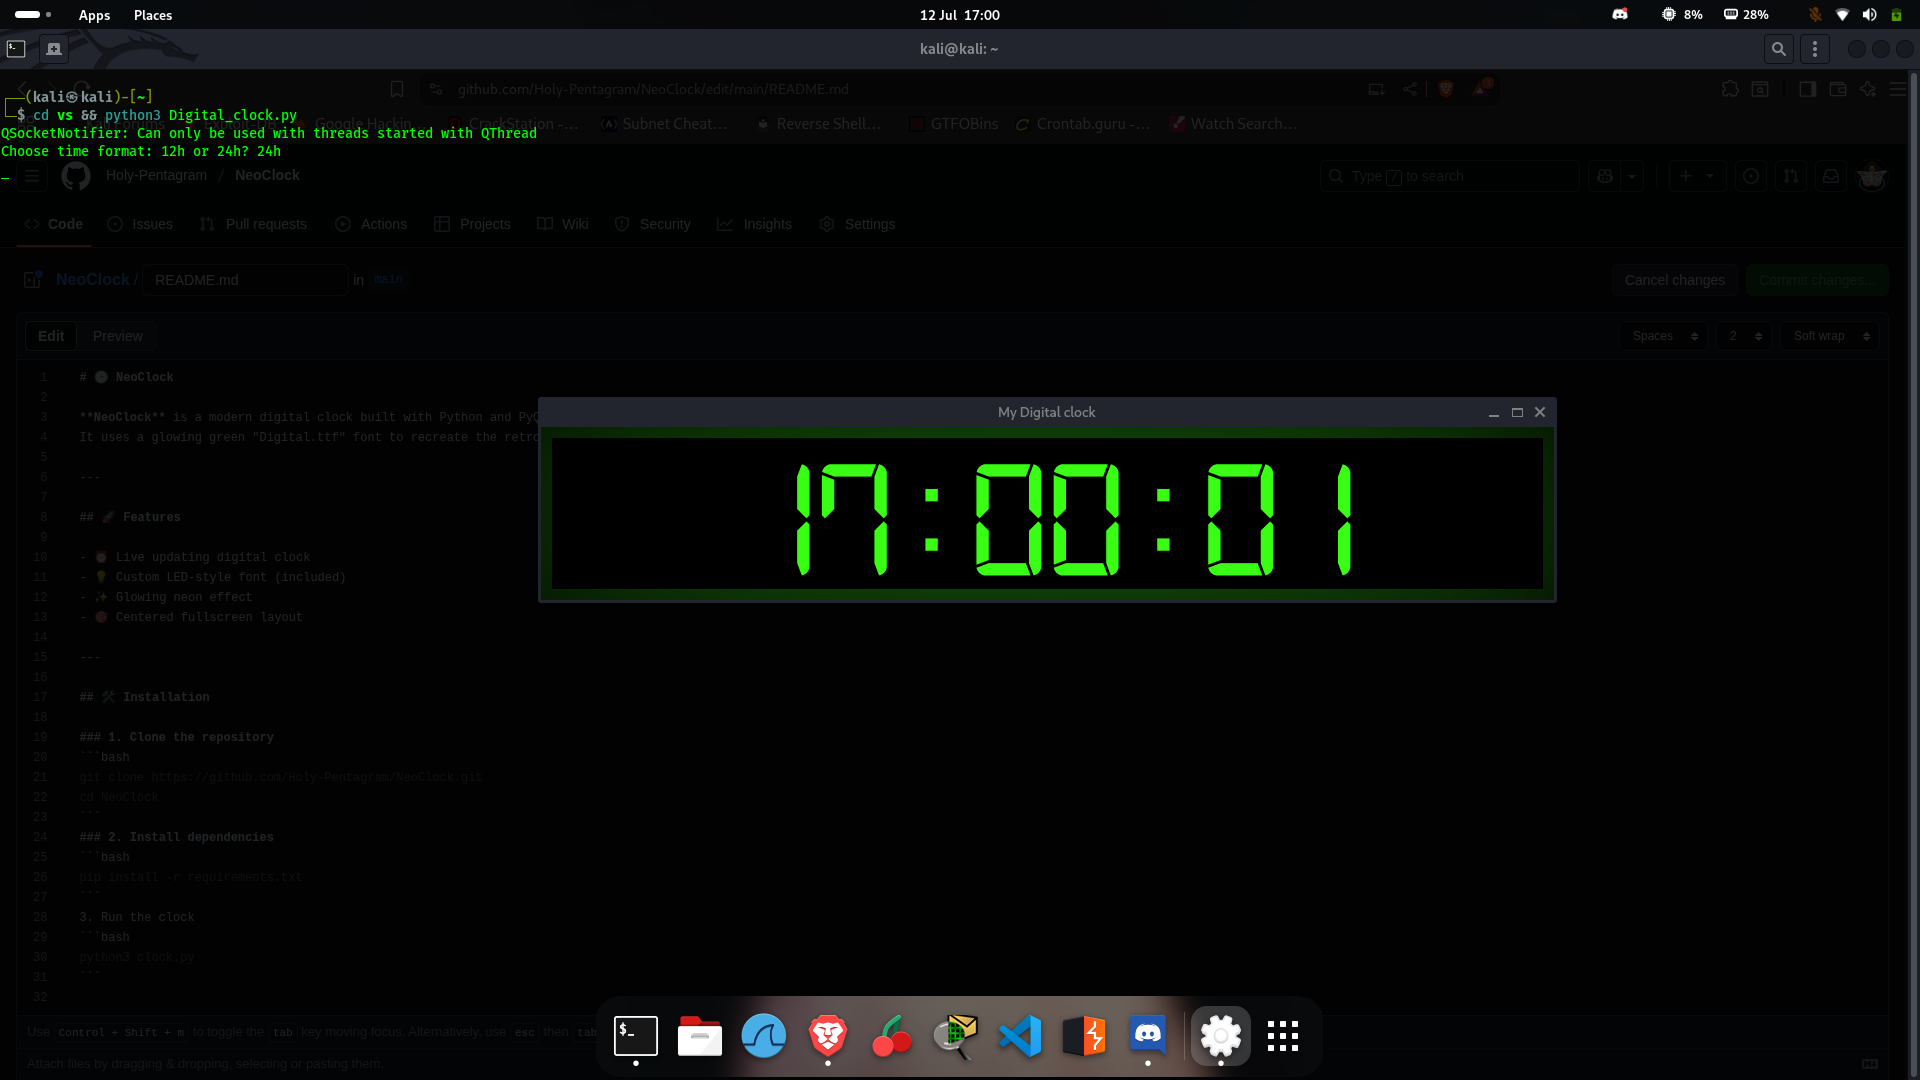 Apps Places 12 Jul 17:00 8% 28%
kali@kali: ~
github.com/Holy-Pentagram/NeoClock/edit/main/README.md
(kali㉿kali)-[~]
$ cd vs && python3 Digital_clock.py
Google Hackin CrackStation -... Subnet Cheat... Reverse Shell... GTFOBins Crontab.guru -... Watch Search...
QSocketNotifier: Can only be used with threads started with QThread
Choose time format: 12h or 24h? 24h
Holy-Pentagram / NeoClock Type / to search
Code Issues Pull requests Actions Projects Wiki Security Insights Settings
NeoClock / README.md in main Cancel changes Commit changes...
Edit Preview Spaces 2 Soft wrap
1 # 🕒 NeoClock
2
3 **NeoClock** is a modern digital clock built with Python and PyQ
4 It uses a glowing green "Digital.ttf" font to recreate the retro
5
6 ---
7
8 ## 🚀 Features
9
10 - ⏰ Live updating digital clock
11 - 💡 Custom LED-style font (included)
12 - ✨ Glowing neon effect
13 - 🎯 Centered fullscreen layout
14
15 ---
16
17 ## 🛠 Installation
18
19 ### 1. Clone the repository
20 ```bash
21 git clone https://github.com/Holy-Pentagram/NeoClock.git
22 cd NeoClock
23 ```
24 ### 2. Install dependencies
25 ```bash
26 pip install -r requirements.txt
27 ```
28 3. Run the clock
29 ```bash
30 python3 clock.py
31 ```
32
My Digital clock
17:00:01
Use Control + Shift + m to toggle the tab key moving focus. Alternatively, use esc then tab
Attach files by dragging & dropping, selecting or pasting them.